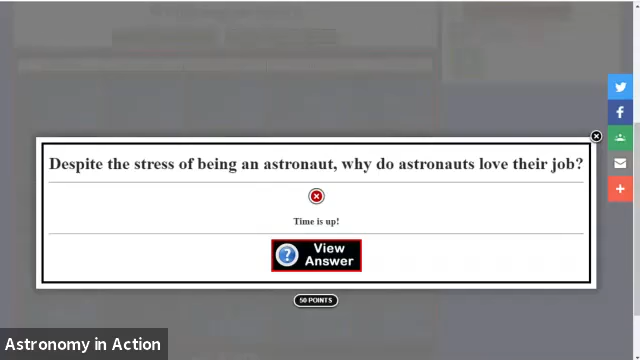 Despite the stress of being an astronaut, why do astronauts love their job?
Time is up!
View
Answer
50 POINTS
Astronomy in Action